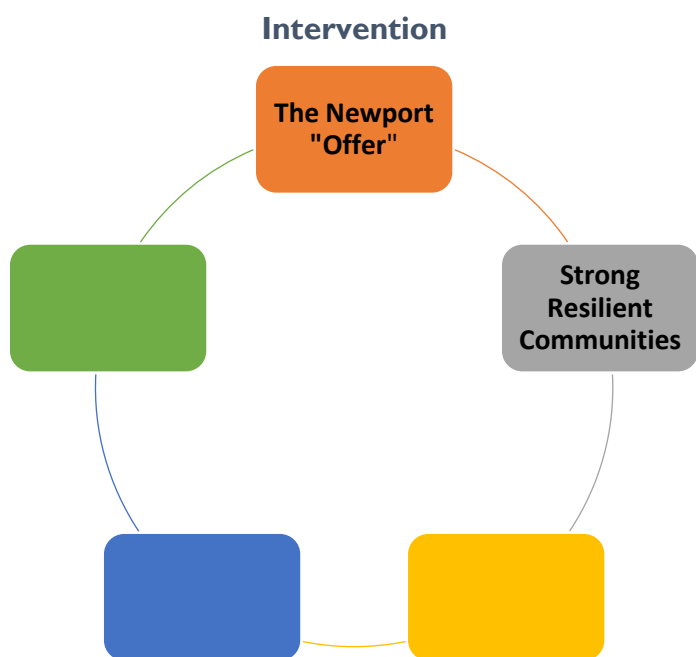 Intervention
The Newport
"Offer"
Strong
Resilient
Communities